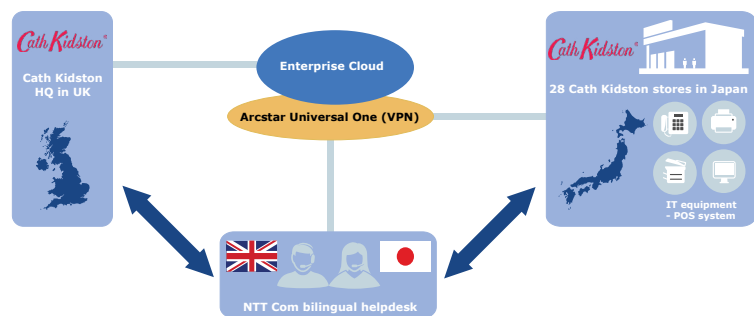 Cath Kidston®
Cath Kidston
HQ in UK
Enterprise Cloud
Arcstar Universal One (VPN)
Cath Kidston®
28 Cath Kidston stores in Japan
IT equipment
- POS system
NTT Com bilingual helpdesk